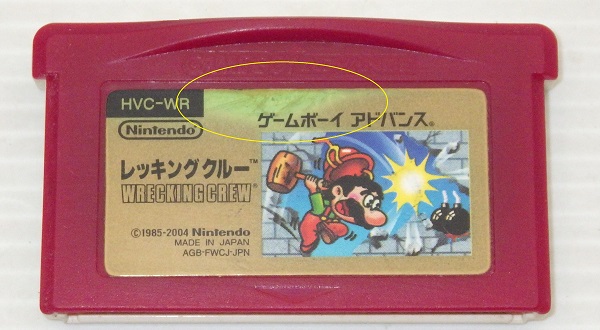 HVC-WR
ゲームボーイ アドバンス®
Nintendo®
レッキングクルー™
WRECKING CREW®
©1985-2004 Nintendo
MADE IN JAPAN
AGB-FWCJ-JPN